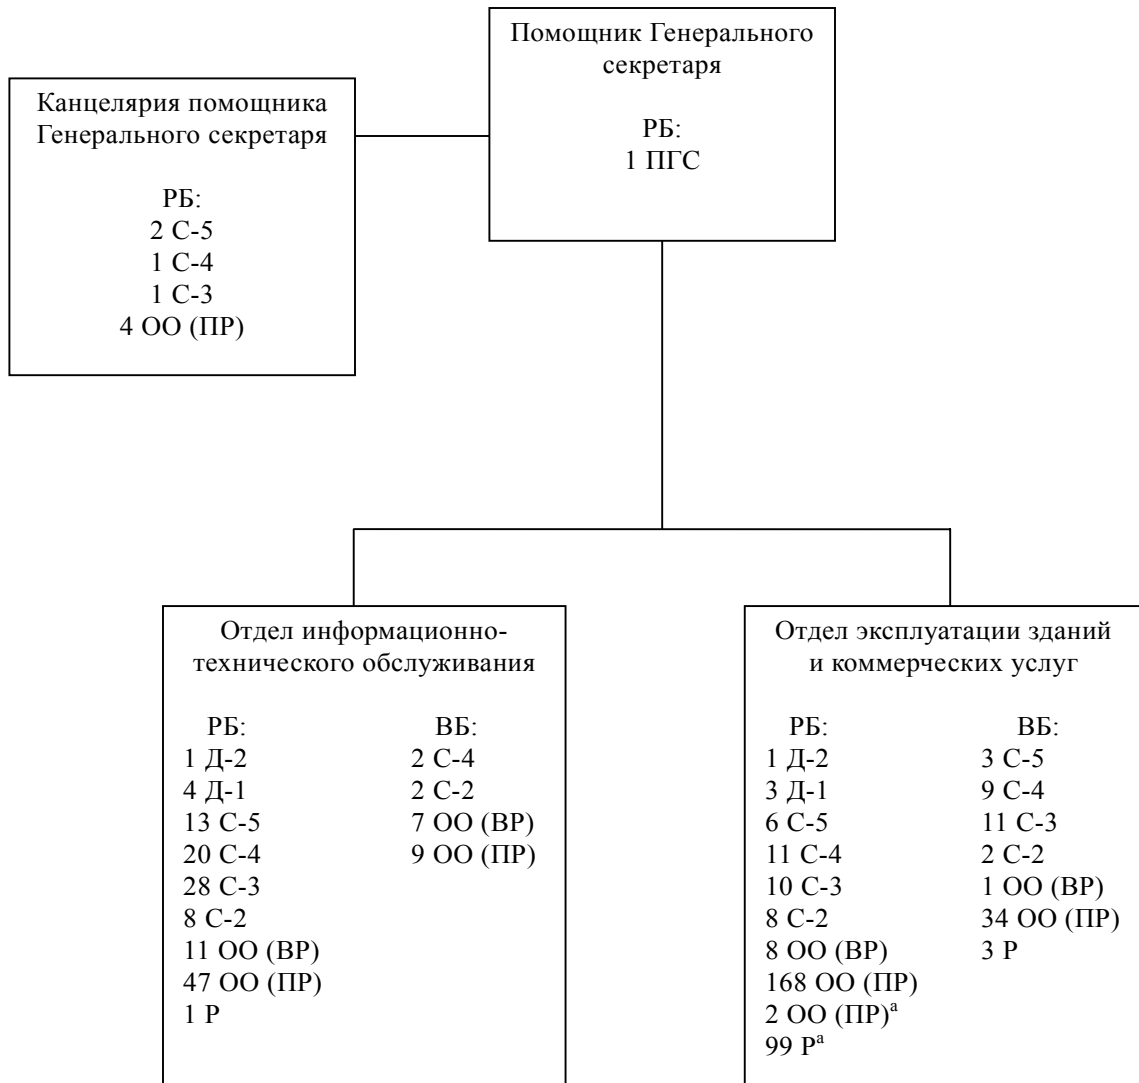 Помощник Генерального
секретаря
РБ:
1 ПГС
Канцелярия помощника
Генерального секретаря
РБ:
2 С-5
1 С-4
1 С-3
4 ОО (ПР)
Отдел информационно-
технического обслуживания
РБ:
1 Д-2
4 Д-1
13 С-5
20 С-4
28 С-3
8 С-2
11 ОО (ВР)
47 ОО (ПР)
1 Р
ВБ:
2 С-4
2 С-2
7 ОО (ВР)
9 ОО (ПР)
Отдел эксплуатации зданий
и коммерческих услуг
РБ:
1 Д-2
3 Д-1
6 С-5
11 С-4
10 С-3
8 С-2
8 ОО (ВР)
168 ОО (ПР)
2 ОО (ПР)ᵃ
99 Рᵃ
ВБ:
3 С-5
9 С-4
11 С-3
2 С-2
1 ОО (ВР)
34 ОО (ПР)
3 Р